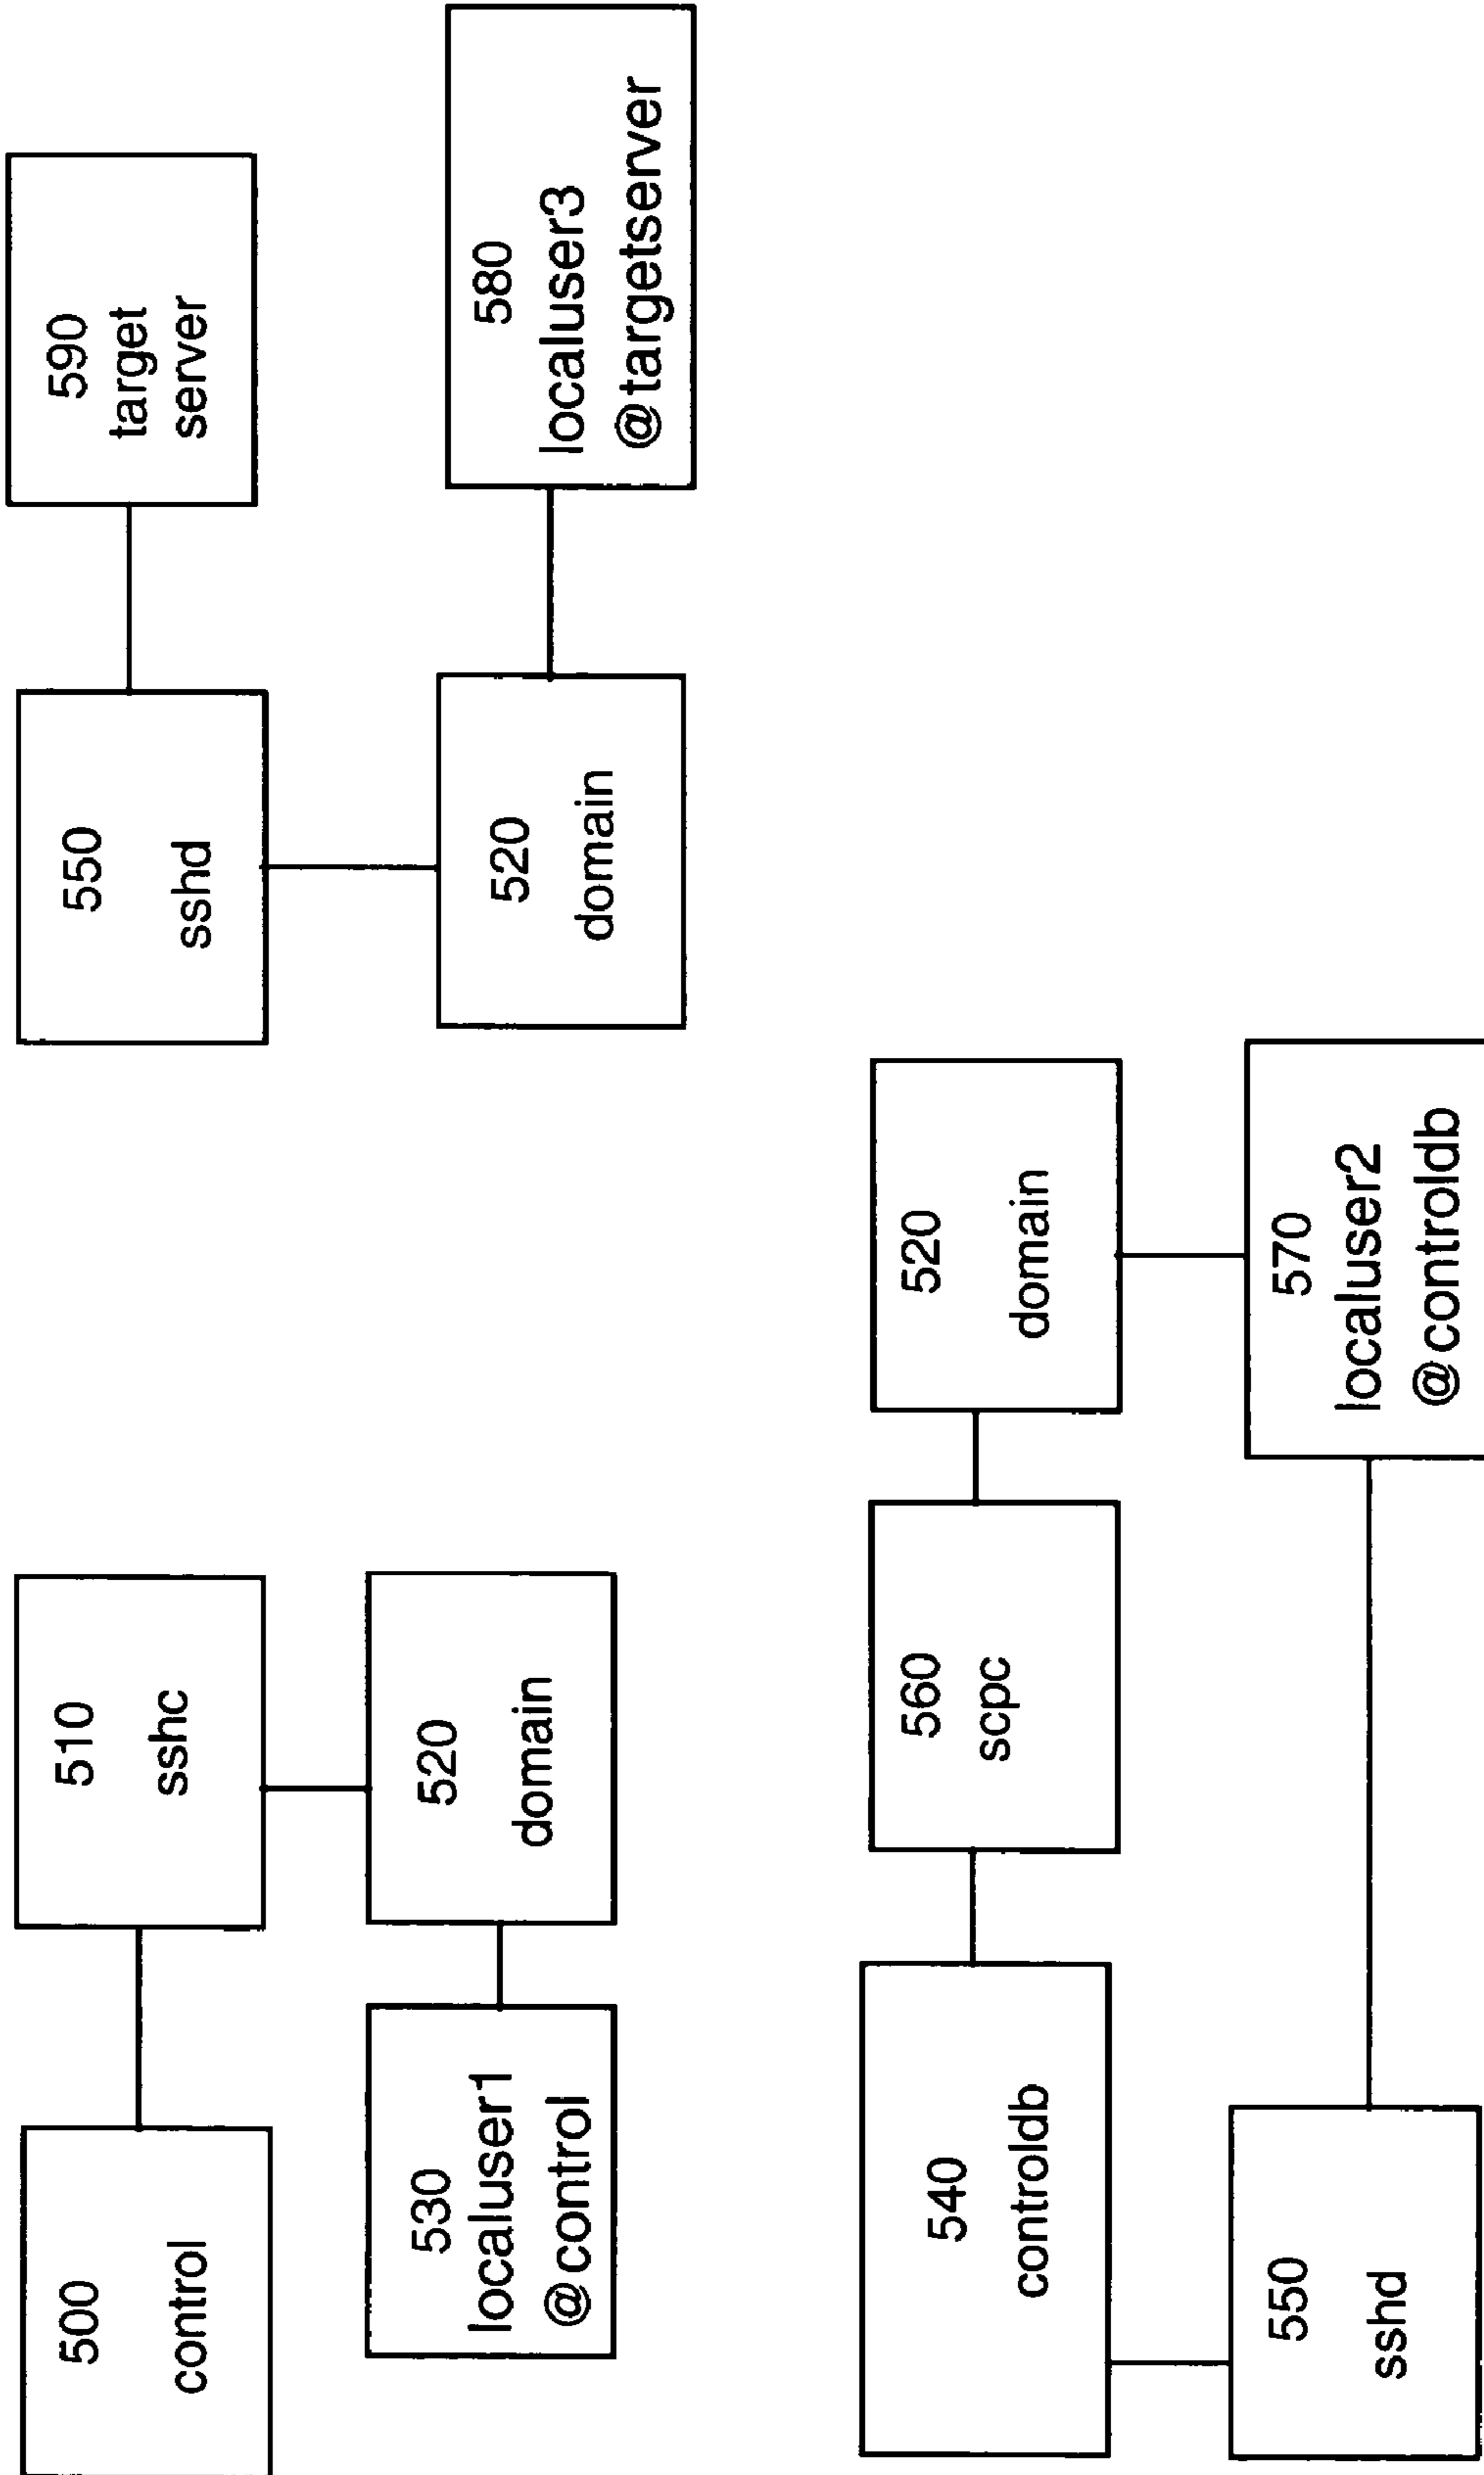 500
control
510
sshc
530
localuser1
@control
520
domain
550
sshd
590
target
server
520
domain
580
localuser3
@targetserver
540
controldb
560
scpc
520
domain
550
sshd
570
localuser2
@controldb